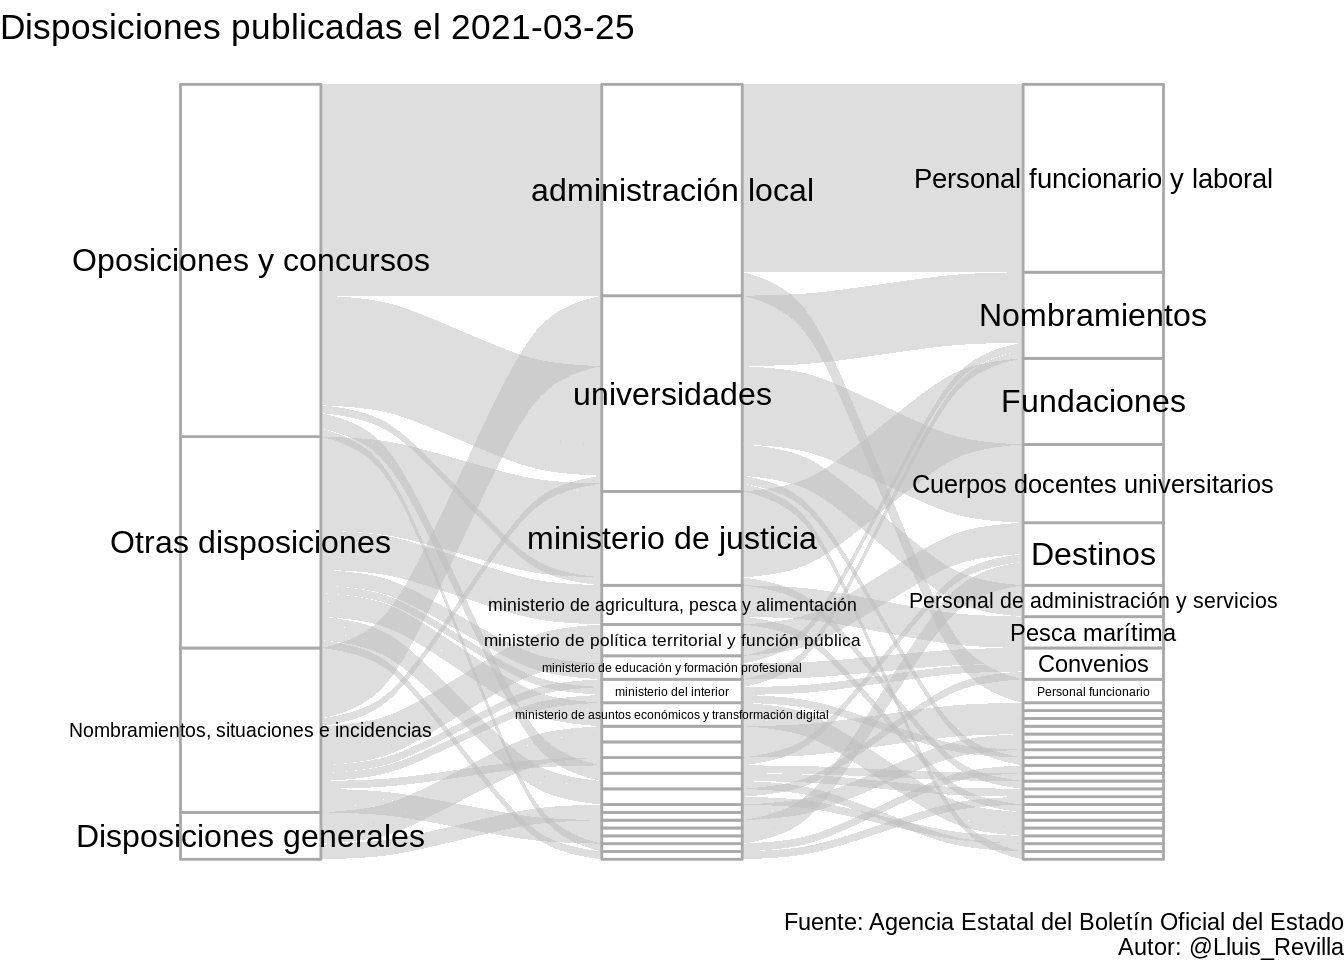 Disposiciones publicadas el 2021-03-25
Oposiciones y concursos
Otras disposiciones
Nombramientos, situaciones e incidencias
Disposiciones generales
administración local
universidades
ministerio de justicia
ministerio de agricultura, pesca y alimentación
ministerio de política territorial y función pública
ministerio de educación y formación profesional
ministerio del interior
ministerio de asuntos económicos y transformación digital
Personal funcionario y laboral
Nombramientos
Fundaciones
Cuerpos docentes universitarios
Destinos
Personal de administración y servicios
Pesca marítima
Convenios
Personal funcionario
Fuente: Agencia Estatal del Boletín Oficial del Estado
Autor: @Lluis_Revilla